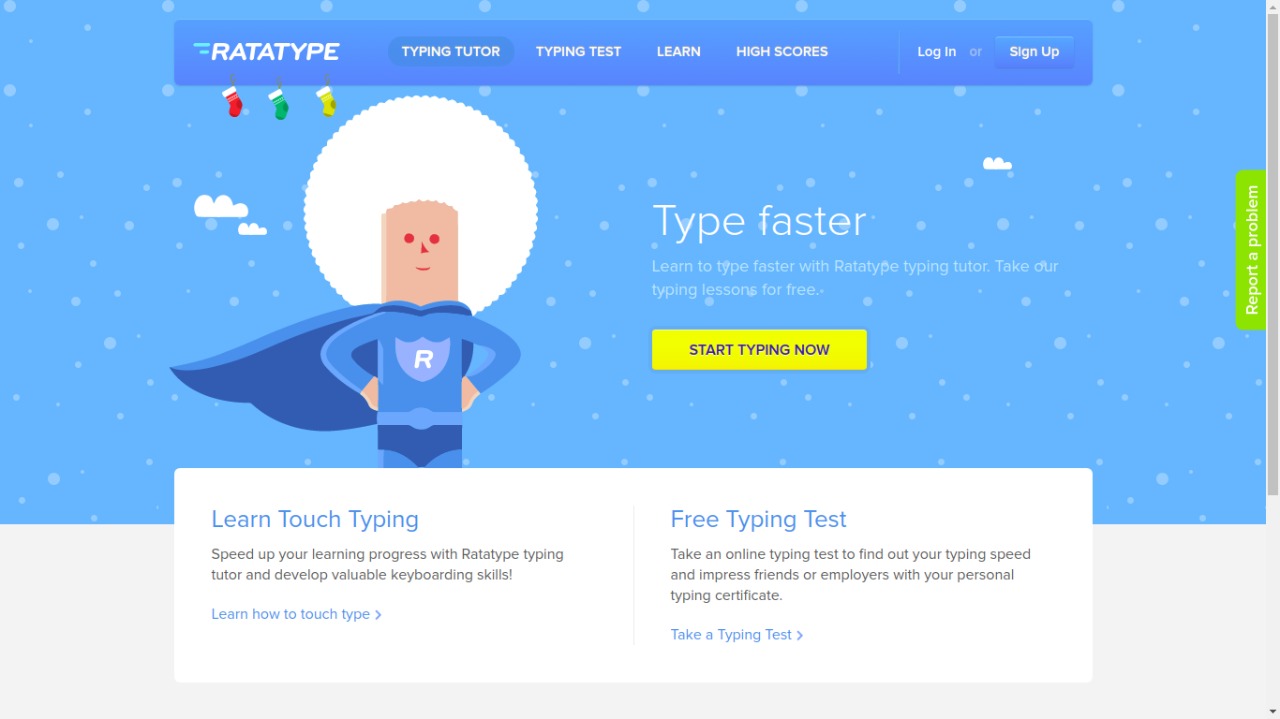 RATATYPE
TYPING TUTOR
TYPING TEST
LEARN
HIGH SCORES
Log In or Sign Up
Report a problem
Type faster
Learn to type faster with Ratatype typing tutor. Take our
typing lessons for free.
START TYPING NOW
R
Learn Touch Typing
Speed up your learning progress with Ratatype typing
tutor and develop valuable keyboarding skills!
Learn how to touch type
Free Typing Test
Take an online typing test to find out your typing speed
and impress friends or employers with your personal
typing certificate.
Take a Typing Test